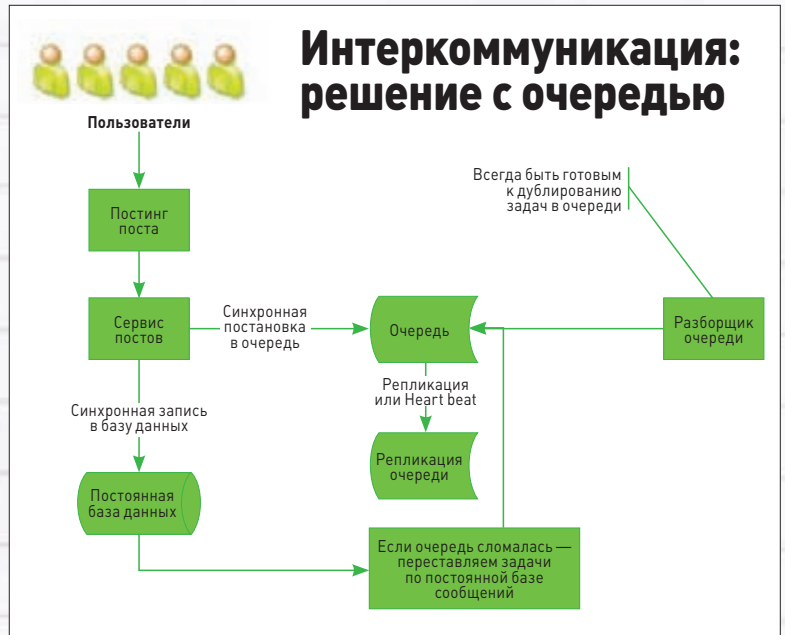 Интеркоммуникация:
решение с очередью
Пользователи
Всегда быть готовым
к дублированию
задач в очереди
Постинг
поста
Сервис
постов
Синхронная
постановка
в очередь
Очередь
Разборщик
очереди
Репликация
или Heart beat
Синхронная запись
в базу данных
Репликация
очереди
Постоянная
база данных
Если очередь сломалась —
переставляем задачи
по постоянной базе
сообщений